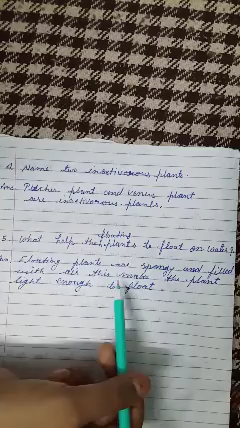 Q. Name two insectivorous plants.
Ans. Pitcher plant and venus plant
are insectivorous plants.
floating
5. What help the plants to float on water?
Ans. Floating plants are spongy and filled
with air this makes the plant
light enough to float